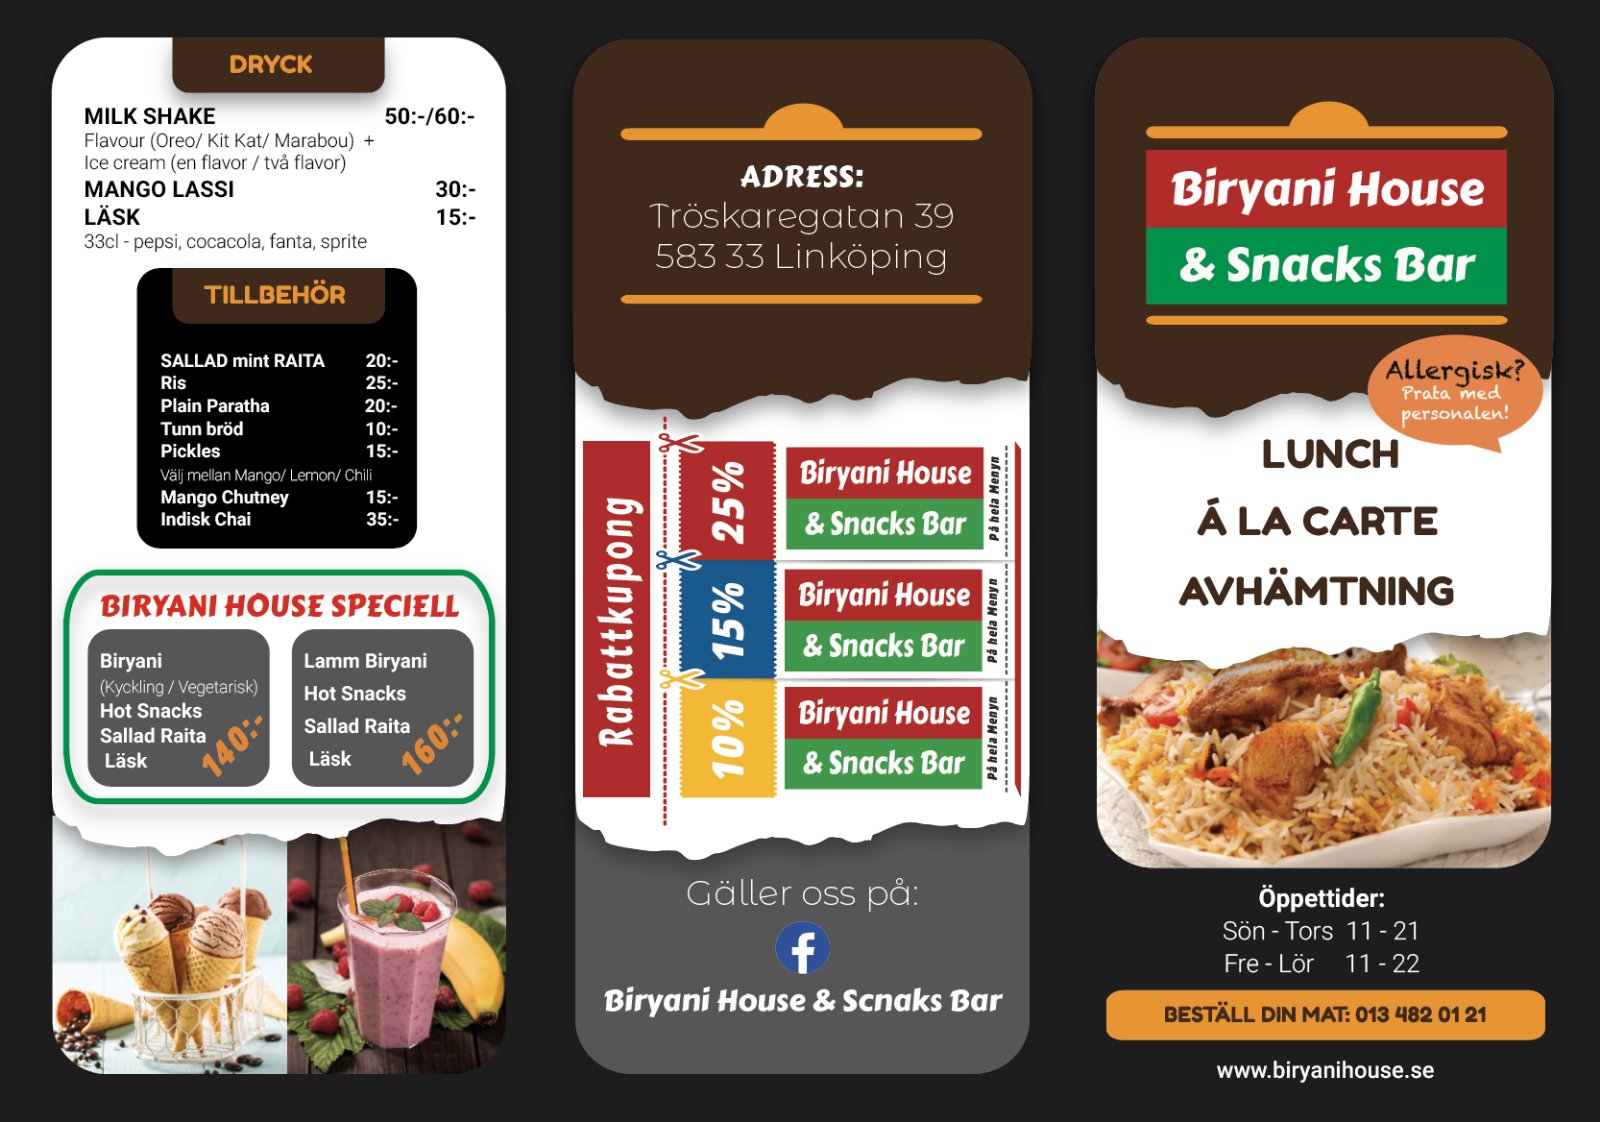 DRYCK
MILK SHAKE 50:-/60:-
Flavour (Oreo/ Kit Kat/ Marabou) +
Ice cream (en flavor / två flavor)
MANGO LASSI 30:-
LÄSK 15:-
33cl - pepsi, cocacola, fanta, sprite
TILLBEHÖR
SALLAD mint RAITA 20:-
Ris 25:-
Plain Paratha 20:-
Tunn bröd 10:-
Pickles 15:-
Välj mellan Mango/ Lemon/ Chili
Mango Chutney 15:-
Indisk Chai 35:-
BIRYANI HOUSE SPECIELL
Biryani
(Kyckling / Vegetarisk)
Hot Snacks
Sallad Raita
Läsk
140:-
Lamm Biryani
Hot Snacks
Sallad Raita
Läsk
160:-
ADRESS:
Tröskaregatan 39
583 33 Linköping
Rabattkupong
25%
Biryani House
& Snacks Bar
På hela Menyn
15%
Biryani House
& Snacks Bar
På hela Menyn
10%
Biryani House
& Snacks Bar
På hela Menyn
Gäller oss på:
f
Biryani House & Scnaks Bar
Biryani House
& Snacks Bar
Allergisk?
Prata med
personalen!
LUNCH
Á LA CARTE
AVHÄMTNING
Öppettider:
Sön - Tors 11 - 21
Fre - Lör 11 - 22
BESTÄLL DIN MAT: 013 482 01 21
www.biryanihouse.se